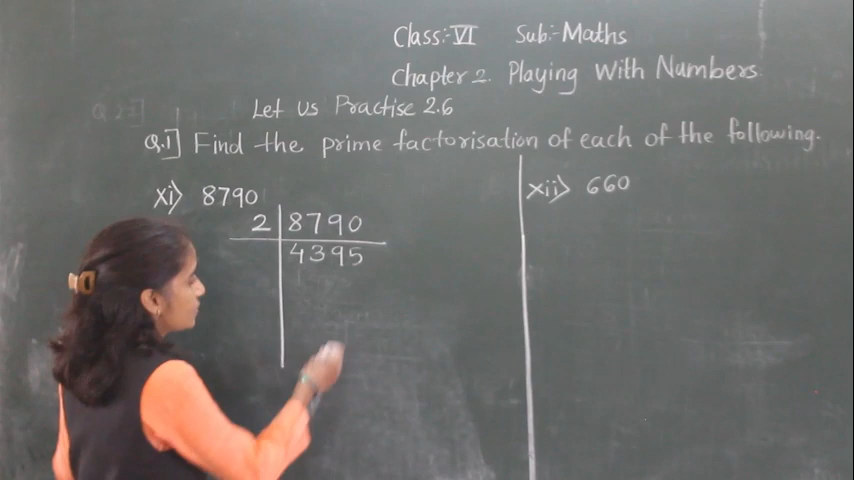 Class:-VI Sub:-Maths
Chapter 2. Playing With Numbers.
Let Us Practise 2.6
Q.1] Find the prime factorisation of each of the following.
xi> 8790
2 8790
4395
xii> 660